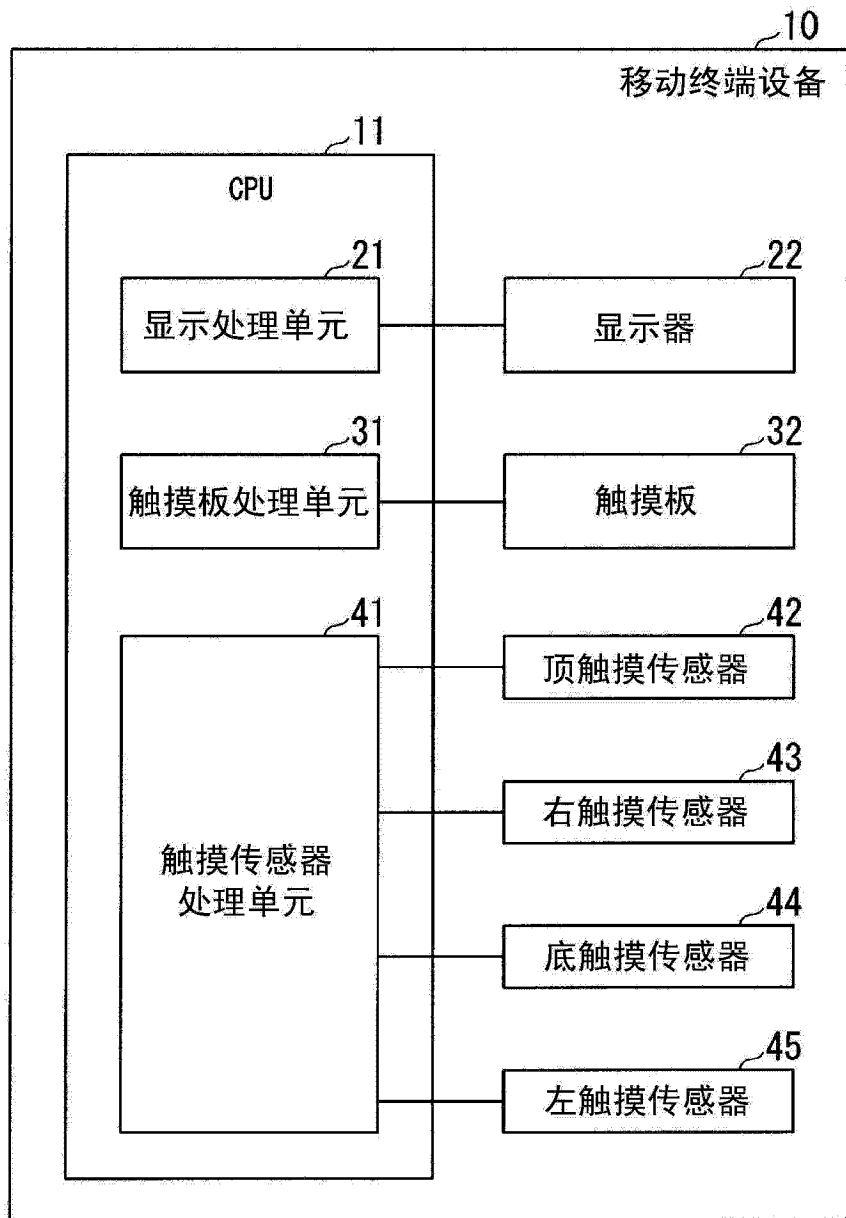 10
移动终端设备
11
CPU
21
显示处理单元
22
显示器
31
触摸板处理单元
32
触摸板
41
触摸传感器
处理单元
42
顶触摸传感器
43
右触摸传感器
44
底触摸传感器
45
左触摸传感器